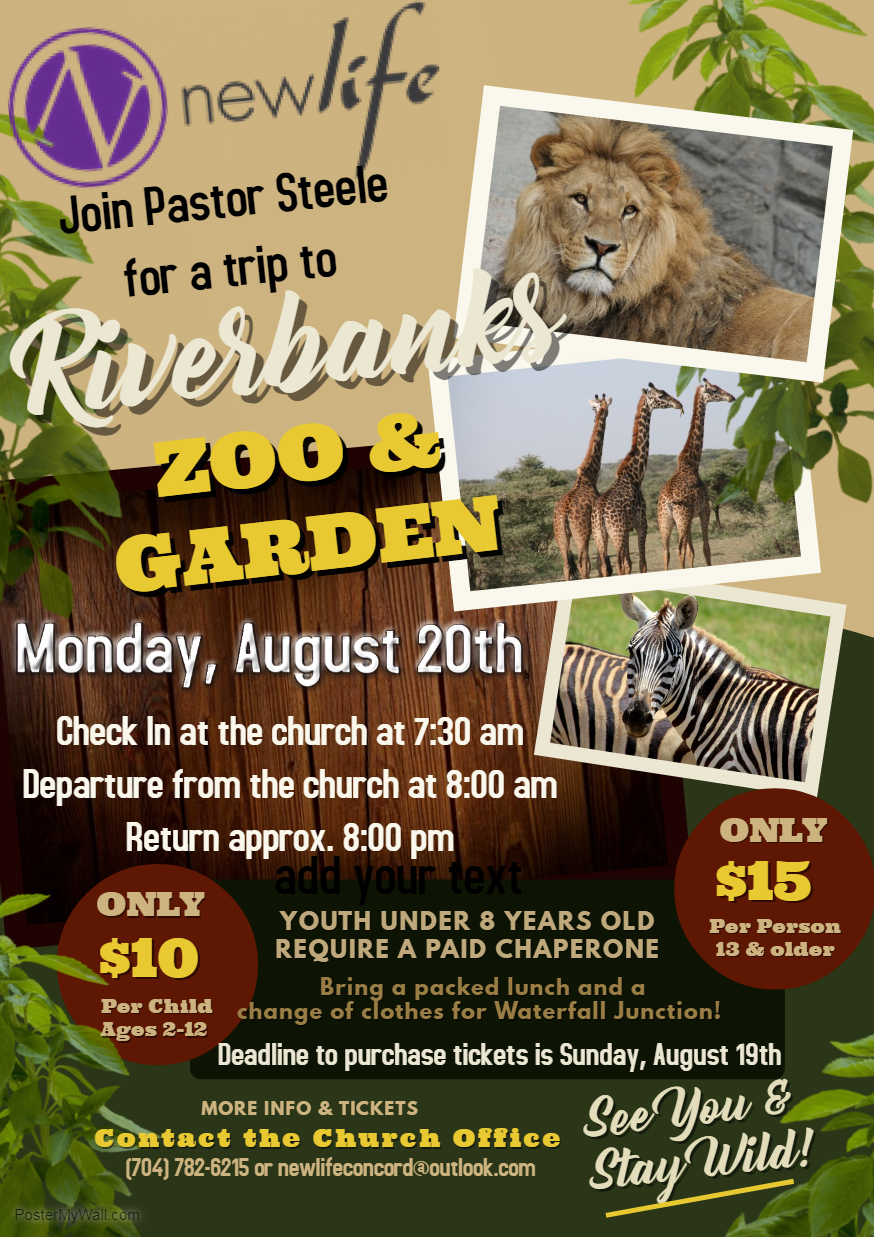 N newlife
Join Pastor Steele
for a trip to
Riverbanks
ZOO &
GARDEN
Monday, August 20th
Check In at the church at 7:30 am
Departure from the church at 8:00 am
Return approx. 8:00 pm
add your text
ONLY
$15
Per Person
13 & older
ONLY
$10
Per Child
Ages 2-12
YOUTH UNDER 8 YEARS OLD
REQUIRE A PAID CHAPERONE
Bring a packed lunch and a
change of clothes for Waterfall Junction!
Deadline to purchase tickets is Sunday, August 19th
MORE INFO & TICKETS
Contact the Church Office
(704) 782-6215 or newlifeconcord@outlook.com
See You &
Stay Wild!
PosterMyWall.com